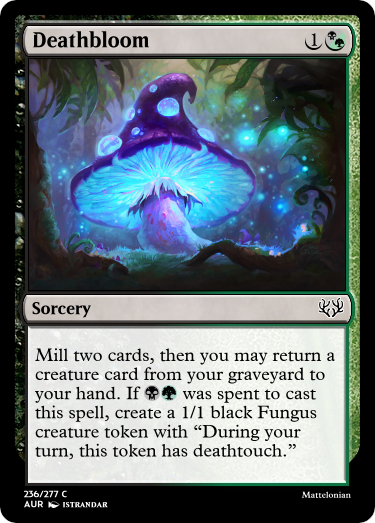 Deathbloom 1
Sorcery
Mill two cards, then you may return a
creature card from your graveyard to
your hand. If was spent to cast
this spell, create a 1/1 black Fungus
creature token with “During your
turn, this token has deathtouch.”
236/277 C
Mattelonian
AUR ISTRANDAR